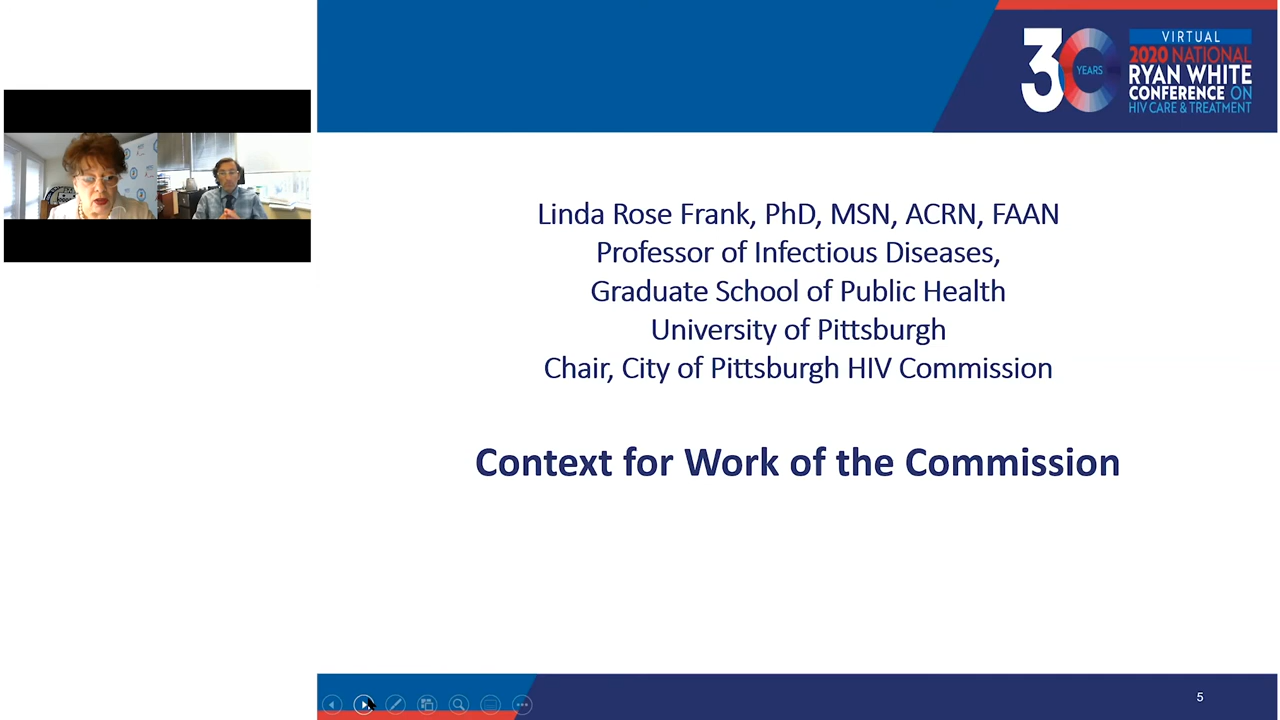 30
YEARS
VIRTUAL
2020 NATIONAL
RYAN WHITE
CONFERENCE ON
HIV CARE & TREATMENT
Linda Rose Frank, PhD, MSN, ACRN, FAAN
Professor of Infectious Diseases,
Graduate School of Public Health
University of Pittsburgh
Chair, City of Pittsburgh HIV Commission
Context for Work of the Commission
5